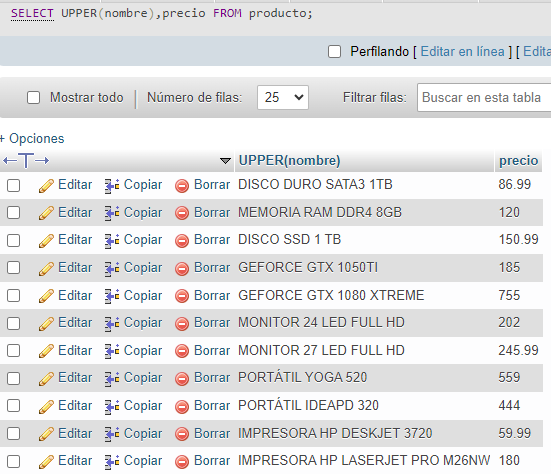 SELECT UPPER(nombre),precio FROM producto;
Perfilando [ Editar en línea ] [ Edita
Mostrar todo Número de filas: 25 Filtrar filas: Buscar en esta tabla
+ Opciones
UPPER(nombre) precio
Editar Copiar Borrar DISCO DURO SATA3 1TB 86.99
Editar Copiar Borrar MEMORIA RAM DDR4 8GB 120
Editar Copiar Borrar DISCO SSD 1 TB 150.99
Editar Copiar Borrar GEFORCE GTX 1050TI 185
Editar Copiar Borrar GEFORCE GTX 1080 XTREME 755
Editar Copiar Borrar MONITOR 24 LED FULL HD 202
Editar Copiar Borrar MONITOR 27 LED FULL HD 245.99
Editar Copiar Borrar PORTÁTIL YOGA 520 559
Editar Copiar Borrar PORTÁTIL IDEAPD 320 444
Editar Copiar Borrar IMPRESORA HP DESKJET 3720 59.99
Editar Copiar Borrar IMPRESORA HP LASERJET PRO M26NW 180